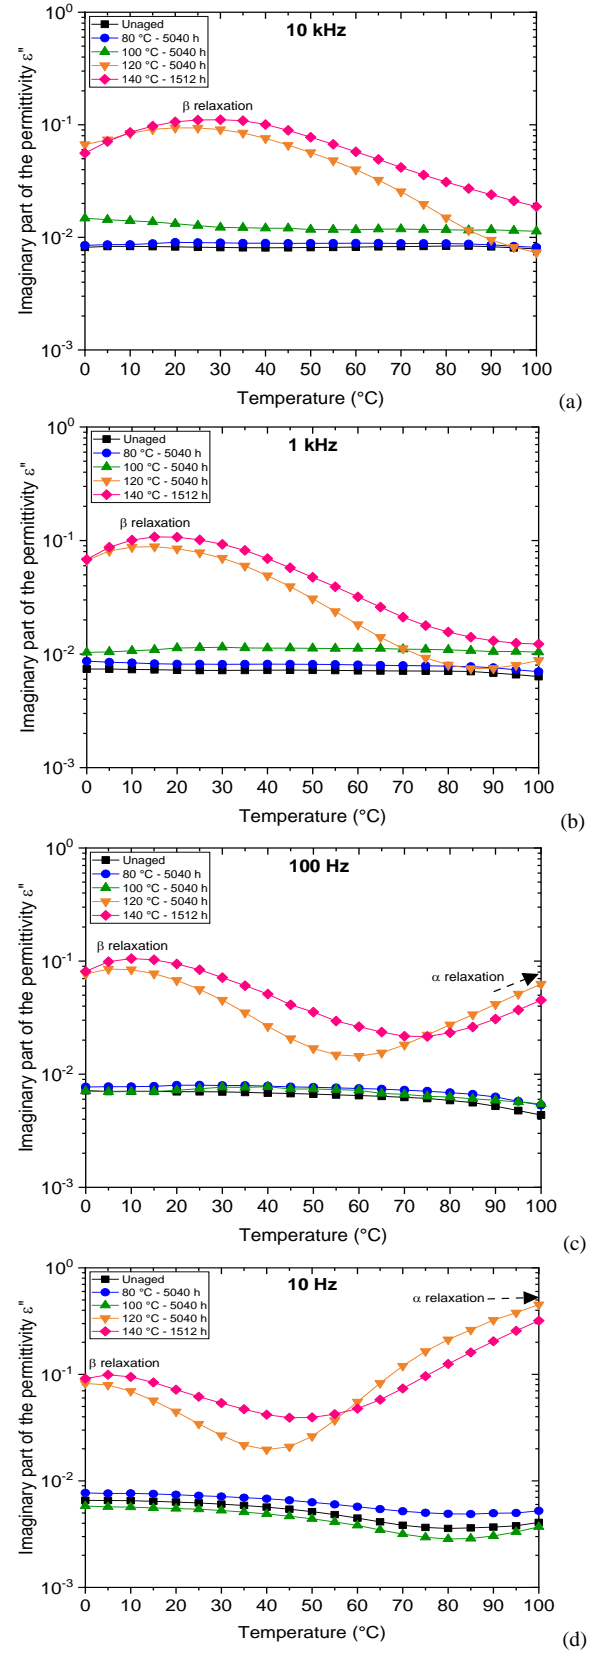 10 kHz
Unaged
80 °C - 5040 h
100 °C - 5040 h
120 °C - 5040 h
140 °C - 1512 h
β relaxation
10⁰
10⁻¹
10⁻²
10⁻³
Imaginary part of the permittivity ε"
0 10 20 30 40 50 60 70 80 90 100
Temperature (°C)
(a)
1 kHz
Unaged
80 °C - 5040 h
100 °C - 5040 h
120 °C - 5040 h
140 °C - 1512 h
β relaxation
10⁰
10⁻¹
10⁻²
10⁻³
Imaginary part of the permittivity ε"
0 10 20 30 40 50 60 70 80 90 100
Temperature (°C)
(b)
100 Hz
Unaged
80 °C - 5040 h
100 °C - 5040 h
120 °C - 5040 h
140 °C - 1512 h
β relaxation
α relaxation
10⁰
10⁻¹
10⁻²
10⁻³
Imaginary part of the permittivity ε"
0 10 20 30 40 50 60 70 80 90 100
Temperature (°C)
(c)
10 Hz
Unaged
80 °C - 5040 h
100 °C - 5040 h
120 °C - 5040 h
140 °C - 1512 h
α relaxation
β relaxation
10⁰
10⁻¹
10⁻²
10⁻³
Imaginary part of the permittivity ε"
0 10 20 30 40 50 60 70 80 90 100
Temperature (°C)
(d)